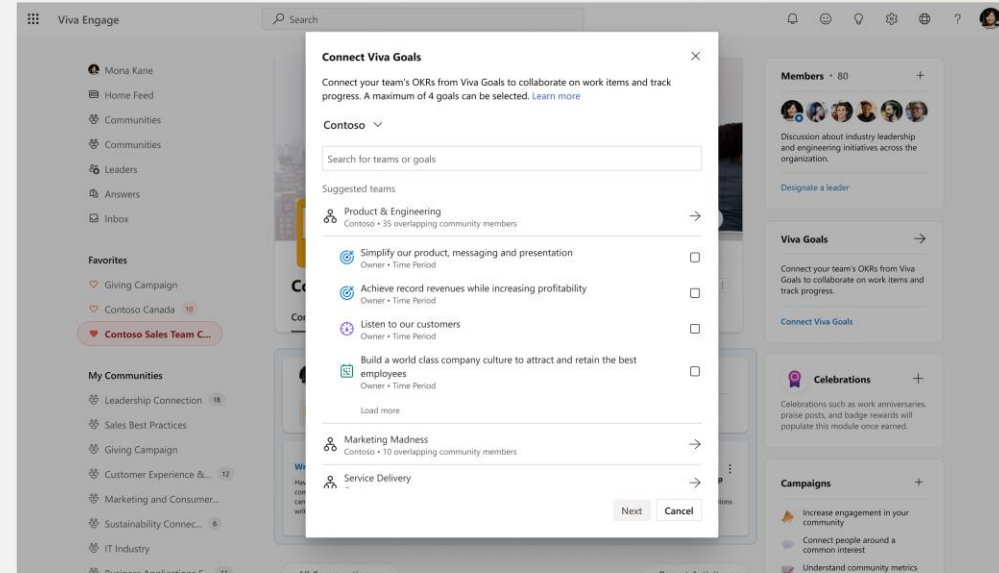 Viva Engage
Search
?
Mona Kane
Home Feed
Communities
Communities
Leaders
Answers
Inbox
Favorites
Giving Campaign
Contoso Canada 10
Contoso Sales Team C...
My Communities
Leadership Connection 18
Sales Best Practices
Giving Campaign
Customer Experience &... 12
Marketing and Consumer...
Sustainability Connec... 6
IT Industry
Connect Viva Goals
Connect your team's OKRs from Viva Goals to collaborate on work items and track
progress. A maximum of 4 goals can be selected. Learn more
Contoso
Search for teams or goals
Suggested teams
Product & Engineering
Contoso • 35 overlapping community members
Simplify our product, messaging and presentation
Owner • Time Period
Achieve record revenues while increasing profitability
Owner • Time Period
Listen to our customers
Owner • Time Period
Build a world class company culture to attract and retain the best
employees
Owner • Time Period
Load more
Marketing Madness
Contoso • 10 overlapping community members
Service Delivery
Next Cancel
Members - 80
Discussion about industry leadership
and engineering initiatives across the
organization.
Designate a leader
Viva Goals
Connect your team's OKRs from Viva
Goals to collaborate on work items and
track progress.
Connect Viva Goals
Celebrations
Celebrations such as work anniversaries,
praise posts, and badge rewards will
populate this module once earned.
Campaigns
Increase engagement in your
community
Connect people around a
common interest
Understand community metrics